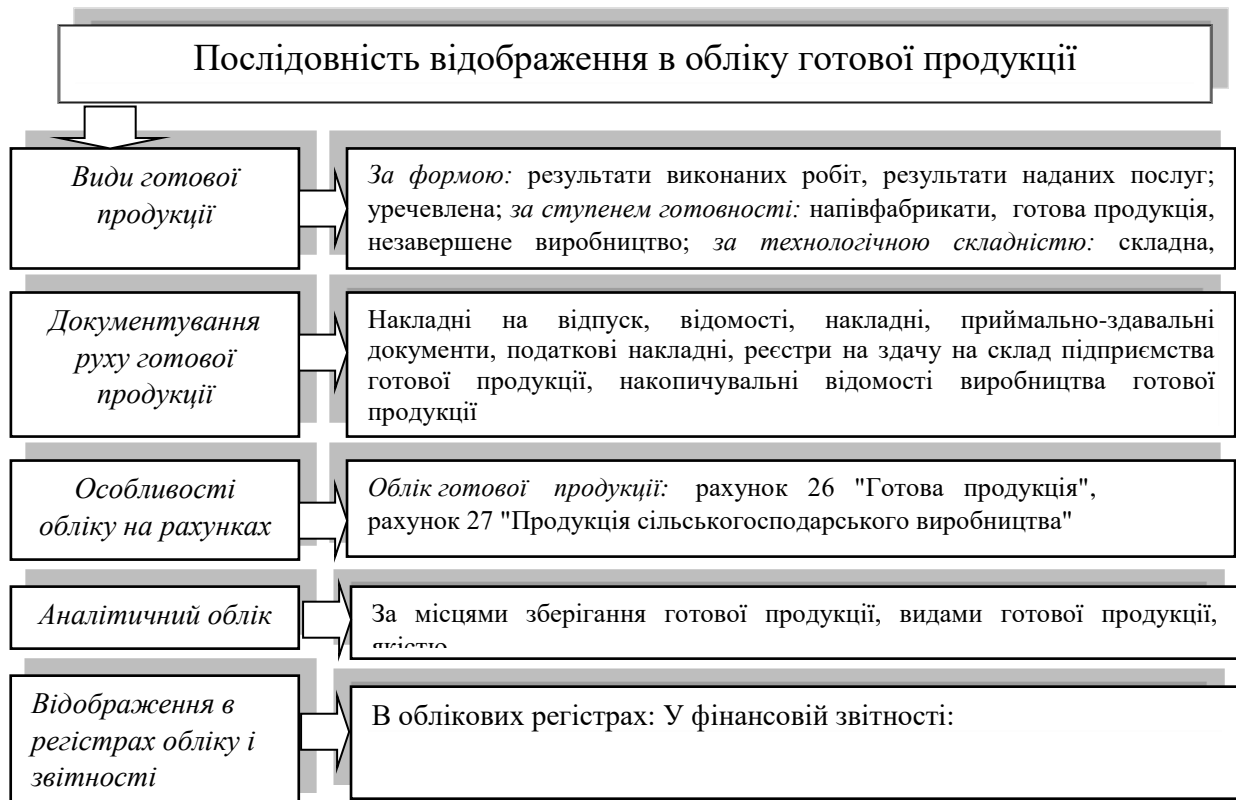 Послідовність відображення в обліку готової продукції
Види готової
продукції
За формою: результати виконаних робіт, результати наданих послуг;
уречевлена; за ступенем готовності: напівфабрикати, готова продукція,
незавершене виробництво; за технологічною складністю: складна,
Документування
руху готової
продукції
Накладні на відпуск, відомості, накладні, приймально-здавальні
документи, податкові накладні, реєстри на здачу на склад підприємства
готової продукції, накопичувальні відомості виробництва готової
продукції
Особливості
обліку на рахунках
Облік готової продукції: рахунок 26 "Готова продукція",
рахунок 27 "Продукція сільськогосподарського виробництва"
Аналітичний облік
За місцями зберігання готової продукції, видами готової продукції,
якістю
Відображення в
регістрах обліку і
звітності
В облікових регістрах: У фінансовій звітності: